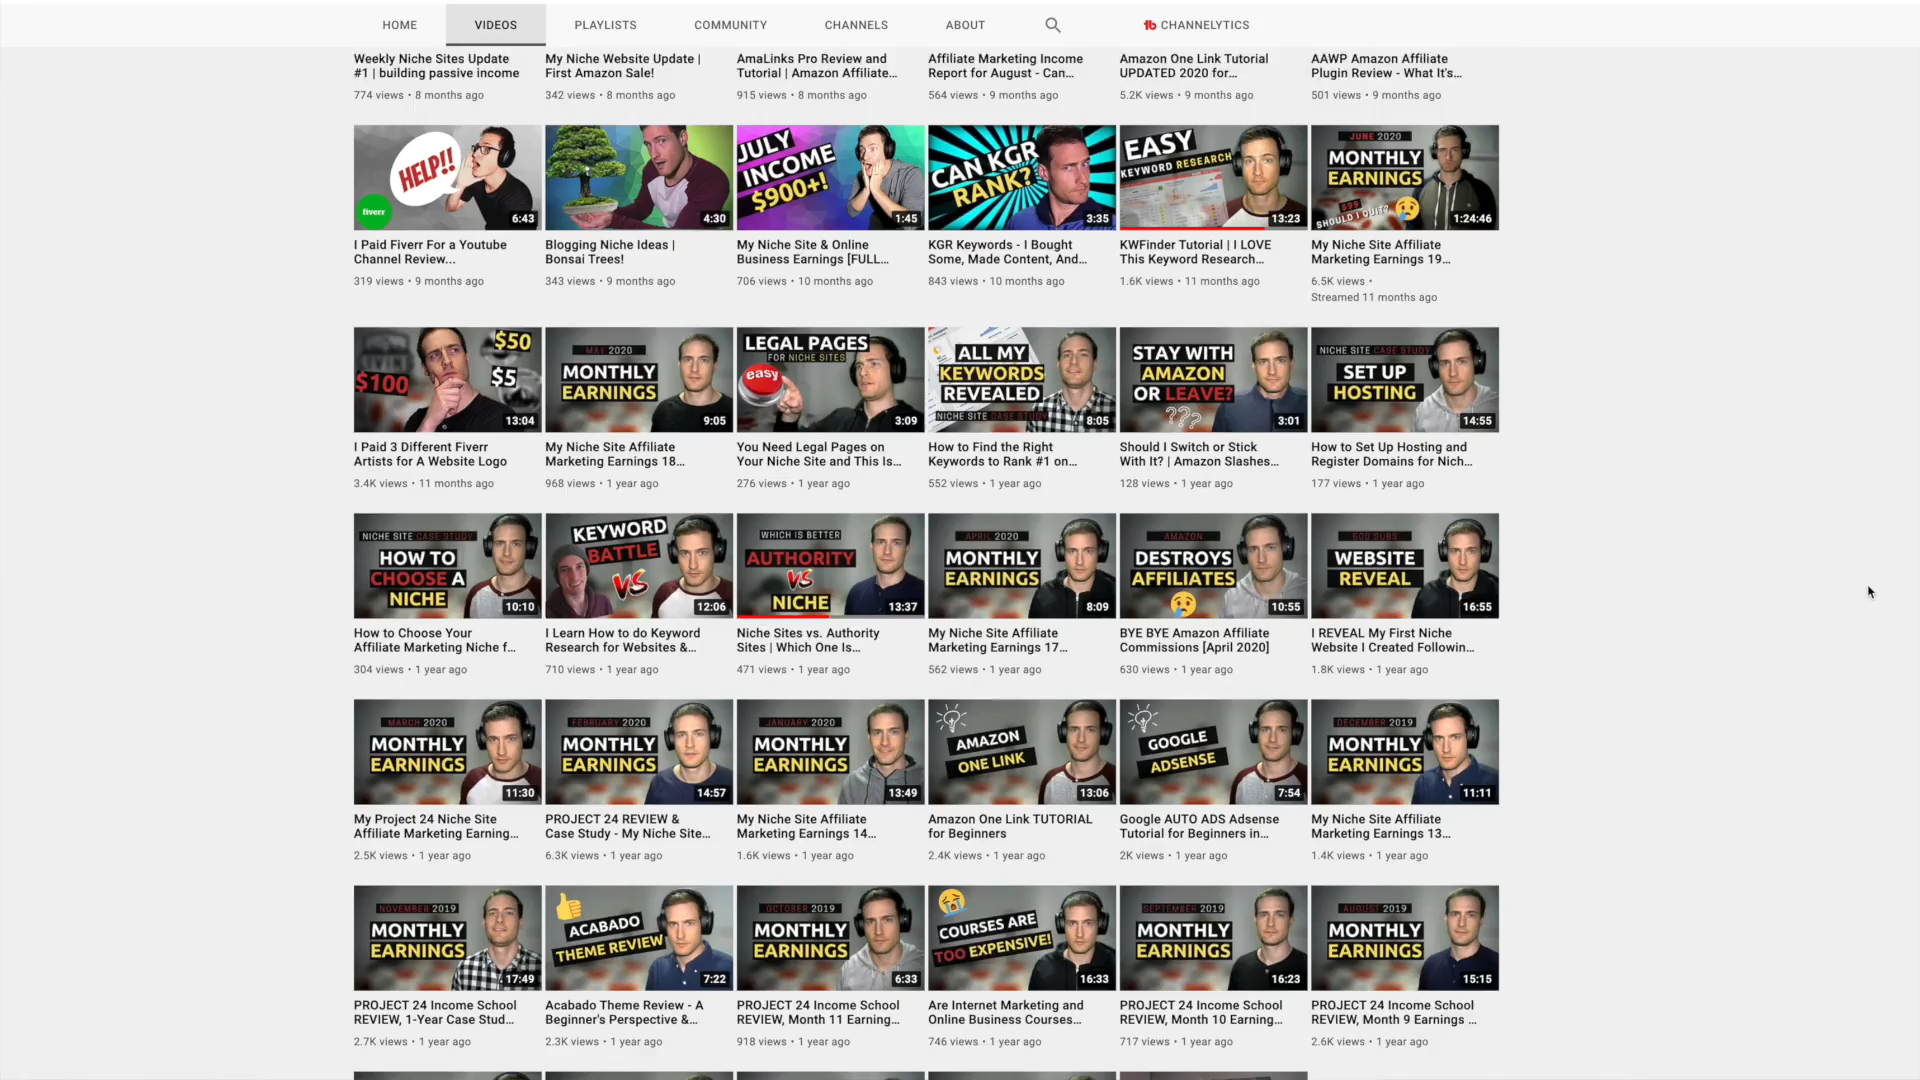 HOME VIDEOS PLAYLISTS COMMUNITY CHANNELS ABOUT CHANNELYTICS
Weekly Niche Sites Update
#1 | building passive income
774 views • 8 months ago
My Niche Website Update |
First Amazon Sale!
342 views • 8 months ago
AmaLinks Pro Review and
Tutorial | Amazon Affiliate...
915 views • 8 months ago
Affiliate Marketing Income
Report for August - Can...
564 views • 9 months ago
Amazon One Link Tutorial
UPDATED 2020 for...
5.2K views • 9 months ago
AAWP Amazon Affiliate
Plugin Review - What It's...
501 views • 9 months ago
HELP!!
fiverr
6:43
I Paid Fiverr For a Youtube
Channel Review...
319 views • 9 months ago
4:30
Blogging Niche Ideas |
Bonsai Trees!
343 views • 9 months ago
JULY
INCOME
$900+!
1:45
My Niche Site & Online
Business Earnings [FULL...
706 views • 10 months ago
CAN KGR
RANK?
3:35
KGR Keywords - I Bought
Some, Made Content, And...
843 views • 10 months ago
EASY
KEYWORD RESEARCH
13:23
KWFinder Tutorial | I LOVE
This Keyword Research...
1.6K views • 11 months ago
JUNE 2020
MONTHLY
EARNINGS
$99
SHOULD I QUIT?
1:24:46
My Niche Site Affiliate
Marketing Earnings 19...
6.5K views •
Streamed 11 months ago
$50
$100
$5
13:04
I Paid 3 Different Fiverr
Artists for A Website Logo
3.4K views • 11 months ago
MAY 2020
MONTHLY
EARNINGS
9:05
My Niche Site Affiliate
Marketing Earnings 18...
968 views • 1 year ago
LEGAL PAGES
FOR NICHE SITES
easy
3:09
You Need Legal Pages on
Your Niche Site and This Is...
276 views • 1 year ago
ALL MY
KEYWORDS
REVEALED
NICHE SITE CASE STUDY
8:05
How to Find the Right
Keywords to Rank #1 on...
552 views • 1 year ago
STAY WITH
AMAZON
OR LEAVE?
???
3:01
Should I Switch or Stick
With It? | Amazon Slashes...
128 views • 1 year ago
NICHE SITE CASE STUDY
SET UP
HOSTING
14:55
How to Set Up Hosting and
Register Domains for Nich...
177 views • 1 year ago
NICHE SITE CASE STUDY
HOW TO
CHOOSE A
NICHE
10:10
How to Choose Your
Affiliate Marketing Niche f...
304 views • 1 year ago
KEYWORD
BATTLE
VS
12:06
I Learn How to do Keyword
Research for Websites &...
710 views • 1 year ago
WHICH IS BETTER
AUTHORITY
VS
NICHE
13:37
Niche Sites vs. Authority
Sites | Which One Is...
471 views • 1 year ago
APRIL 2020
MONTHLY
EARNINGS
8:09
My Niche Site Affiliate
Marketing Earnings 17...
562 views • 1 year ago
AMAZON
DESTROYS
AFFILIATES
10:55
BYE BYE Amazon Affiliate
Commissions [April 2020]
630 views • 1 year ago
500 SUBS
WEBSITE
REVEAL
16:55
I REVEAL My First Niche
Website I Created Followin...
1.8K views • 1 year ago
MARCH 2020
MONTHLY
EARNINGS
11:30
My Project 24 Niche Site
Affiliate Marketing Earning...
2.5K views • 1 year ago
FEBRUARY 2020
MONTHLY
EARNINGS
14:57
PROJECT 24 REVIEW &
Case Study - My Niche Site...
6.3K views • 1 year ago
JANUARY 2020
MONTHLY
EARNINGS
13:49
My Niche Site Affiliate
Marketing Earnings 14...
1.6K views • 1 year ago
AMAZON
ONE LINK
13:06
Amazon One Link TUTORIAL
for Beginners
2.4K views • 1 year ago
GOOGLE
ADSENSE
7:54
Google AUTO ADS Adsense
Tutorial for Beginners in...
2K views • 1 year ago
DECEMBER 2019
MONTHLY
EARNINGS
11:11
My Niche Site Affiliate
Marketing Earnings 13...
1.4K views • 1 year ago
NOVEMBER 2019
MONTHLY
EARNINGS
17:49
PROJECT 24 Income School
REVIEW, 1-Year Case Stud...
2.7K views • 1 year ago
ACABADO
THEME REVIEW
7:22
Acabado Theme Review - A
Beginner's Perspective &...
2.3K views • 1 year ago
OCTOBER 2019
MONTHLY
EARNINGS
6:33
PROJECT 24 Income School
REVIEW, Month 11 Earning...
918 views • 1 year ago
COURSES ARE
TOO EXPENSIVE!
16:33
Are Internet Marketing and
Online Business Courses...
746 views • 1 year ago
SEPTEMBER 2019
MONTHLY
EARNINGS
16:23
PROJECT 24 Income School
REVIEW, Month 10 Earning...
717 views • 1 year ago
AUGUST 2019
MONTHLY
EARNINGS
15:15
PROJECT 24 Income School
REVIEW, Month 9 Earnings ...
2.6K views • 1 year ago